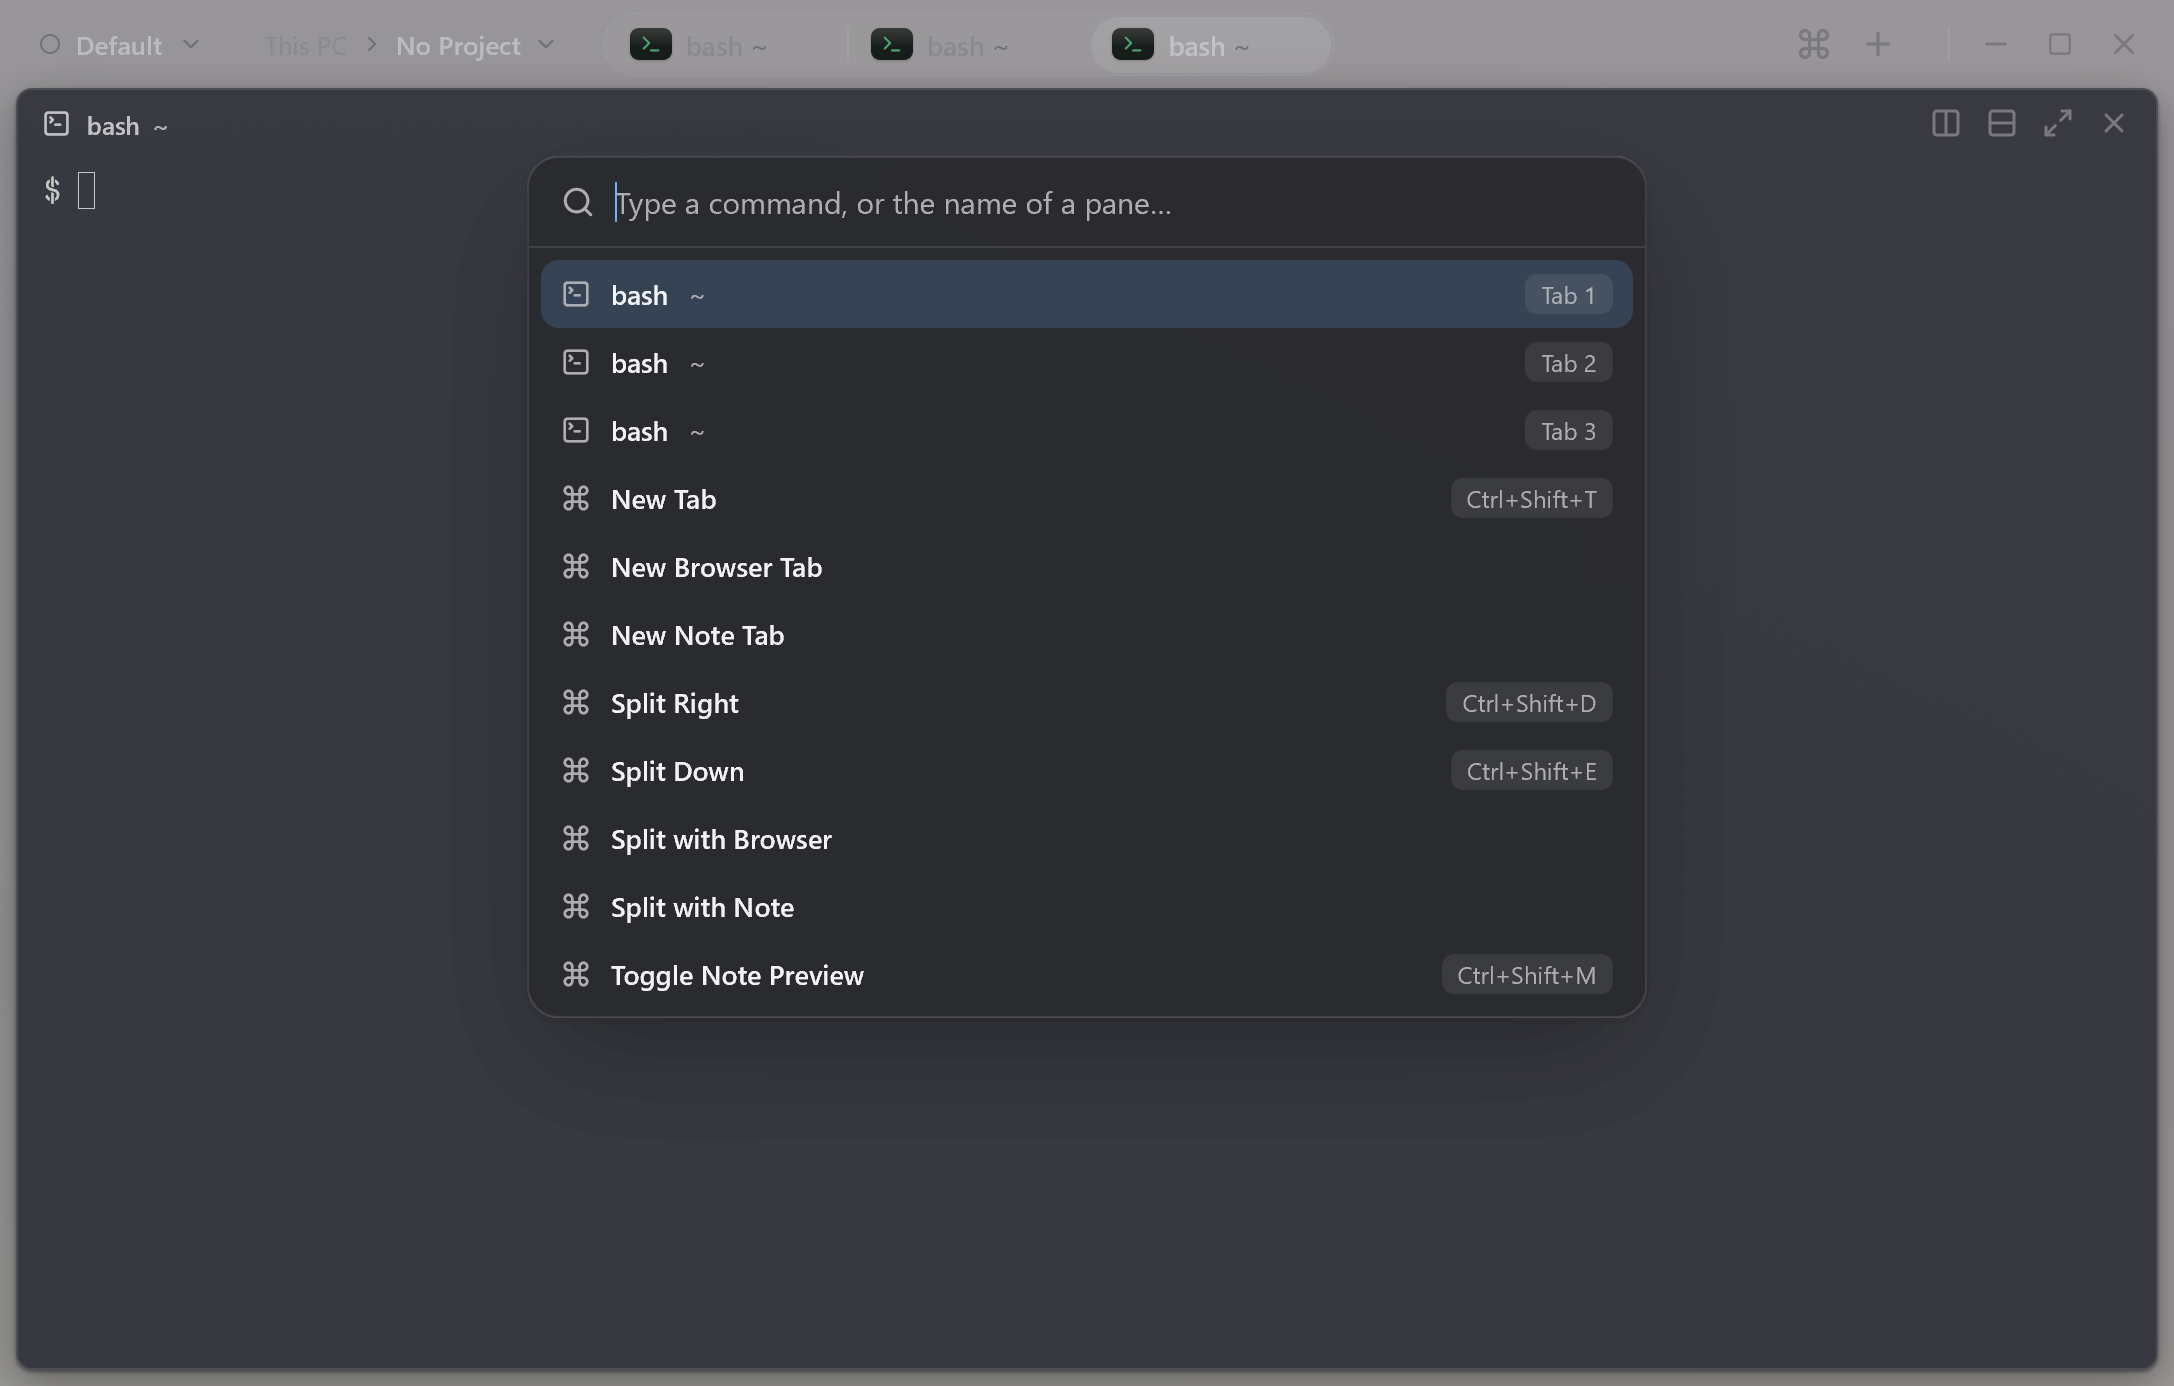 Default This PC No Project bash ~ bash ~ bash ~
bash ~
$
Type a command, or the name of a pane...
bash ~ Tab 1
bash ~ Tab 2
bash ~ Tab 3
New Tab Ctrl+Shift+T
New Browser Tab
New Note Tab
Split Right Ctrl+Shift+D
Split Down Ctrl+Shift+E
Split with Browser
Split with Note
Toggle Note Preview Ctrl+Shift+M